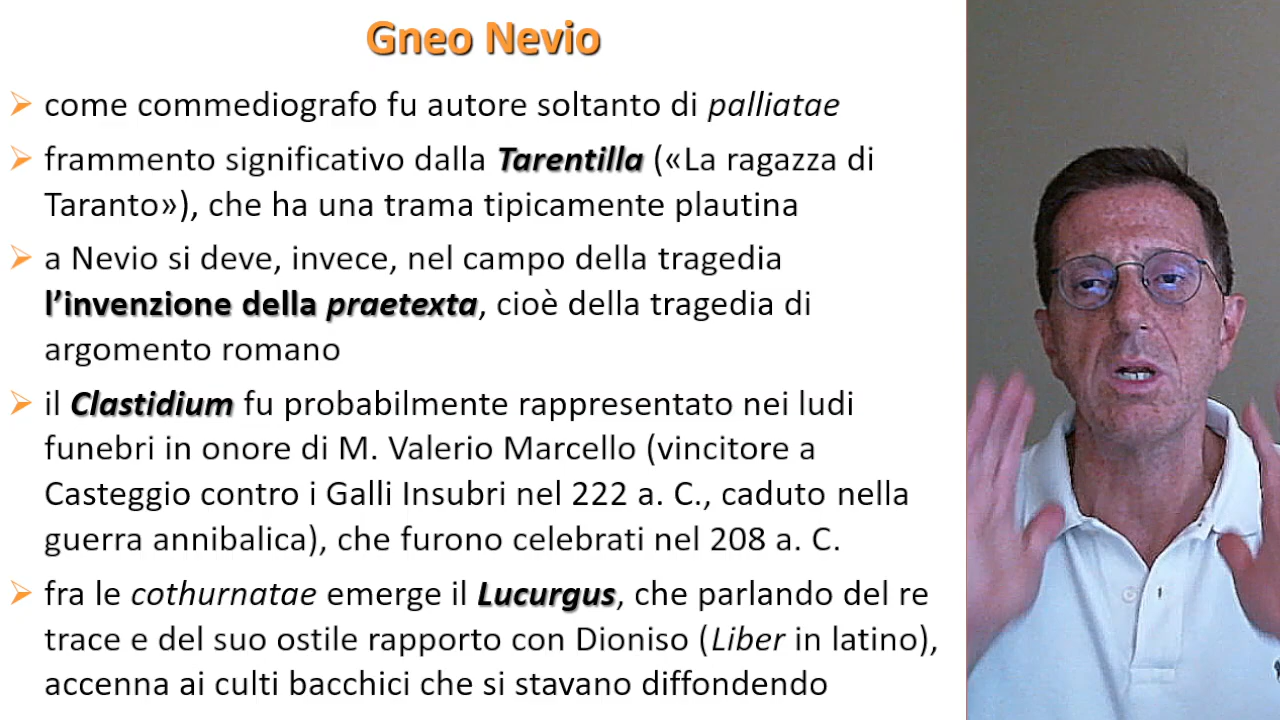 Gneo Nevio
come commediografo fu autore soltanto di palliatae
frammento significativo dalla Tarentilla («La ragazza di
Taranto»), che ha una trama tipicamente plautina
a Nevio si deve, invece, nel campo della tragedia
l’invenzione della praetexta, cioè della tragedia di
argomento romano
il Clastidium fu probabilmente rappresentato nei ludi
funebri in onore di M. Valerio Marcello (vincitore a
Casteggio contro i Galli Insubri nel 222 a. C., caduto nella
guerra annibalica), che furono celebrati nel 208 a. C.
fra le cothurnatae emerge il Lucurgus, che parlando del re
trace e del suo ostile rapporto con Dioniso (Liber in latino),
accenna ai culti bacchici che si stavano diffondendo